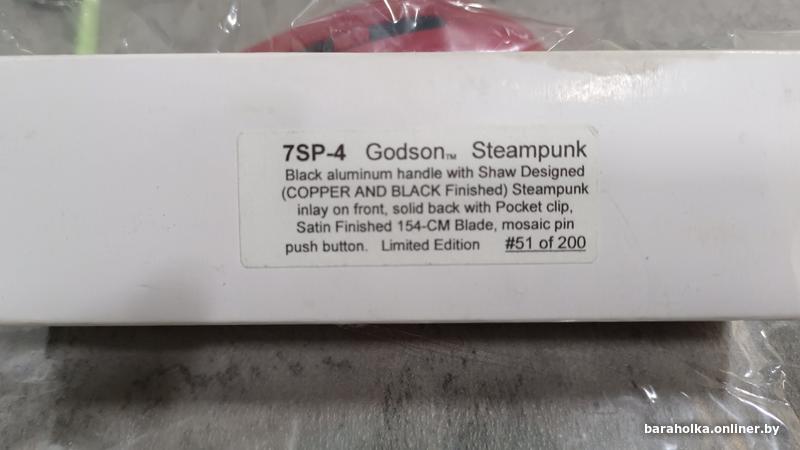 7SP-4 Godson™ Steampunk
Black aluminum handle with Shaw Designed
(COPPER AND BLACK Finished) Steampunk
inlay on front, solid back with Pocket clip,
Satin Finished 154-CM Blade, mosaic pin
push button. Limited Edition #51 of 200
baraholka.onliner.by